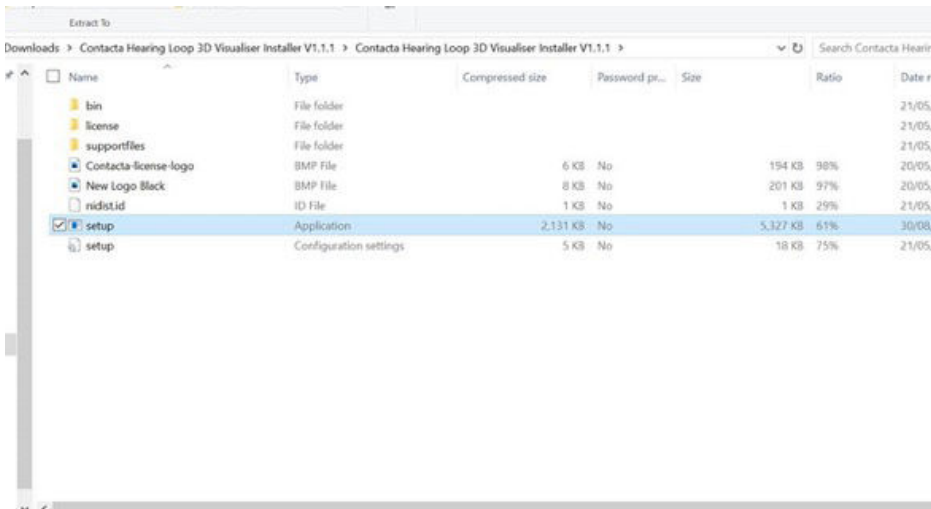 Extract To
Downloads > Contacta Hearing Loop 3D Visualiser Installer V1.1.1 > Contacta Hearing Loop 3D Visualiser Installer V1.1.1 > Search Contacta Hearin
Name Type Compressed size Password pr... Size Ratio Date
bin File folder 21/05,
license File folder 21/05,
supportfiles File folder 21/05,
Contacta-license-logo BMP File 6 KB No 194 KB 98% 20/05,
New Logo Black BMP File 8 KB No 201 KB 97% 20/05,
nidist.id ID File 1 KB No 1 KB 29% 21/05,
setup Application 2,131 KB No 5,327 KB 61% 30/08,
setup Configuration settings 5 KB No 18 KB 75% 21/05,